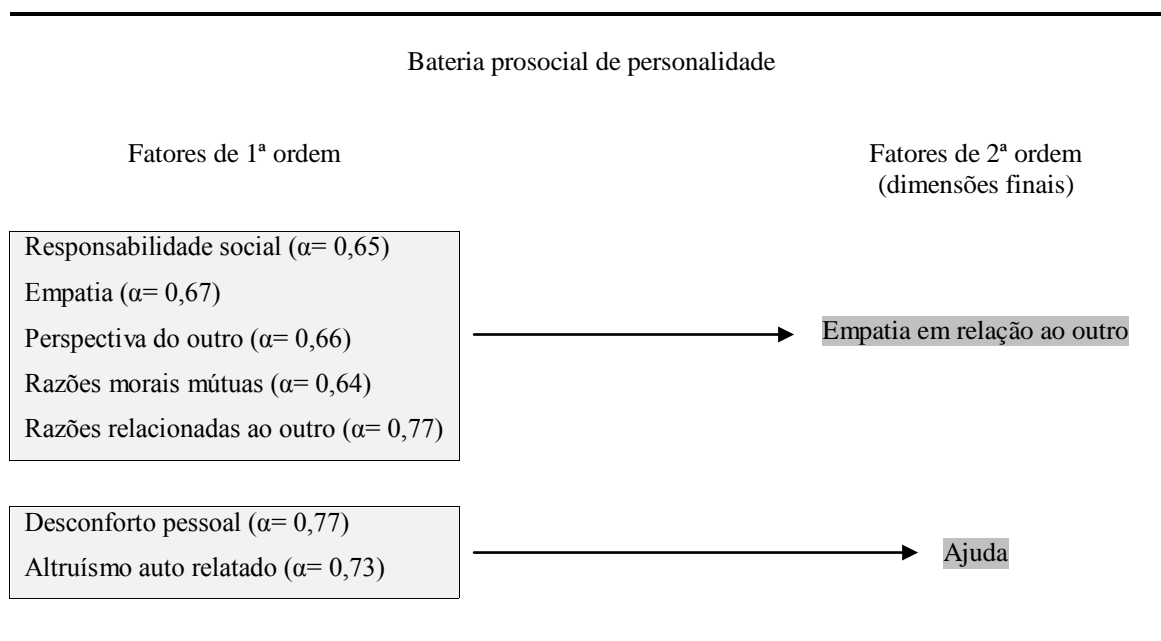 Bateria prosocial de personalidade
Fatores de 1ª ordem
Fatores de 2ª ordem
(dimensões finais)
Responsabilidade social (α= 0,65)
Empatia (α= 0,67)
Perspectiva do outro (α= 0,66)
Razões morais mútuas (α= 0,64)
Razões relacionadas ao outro (α= 0,77)
Empatia em relação ao outro
Desconforto pessoal (α= 0,77)
Altruísmo auto relatado (α= 0,73)
Ajuda